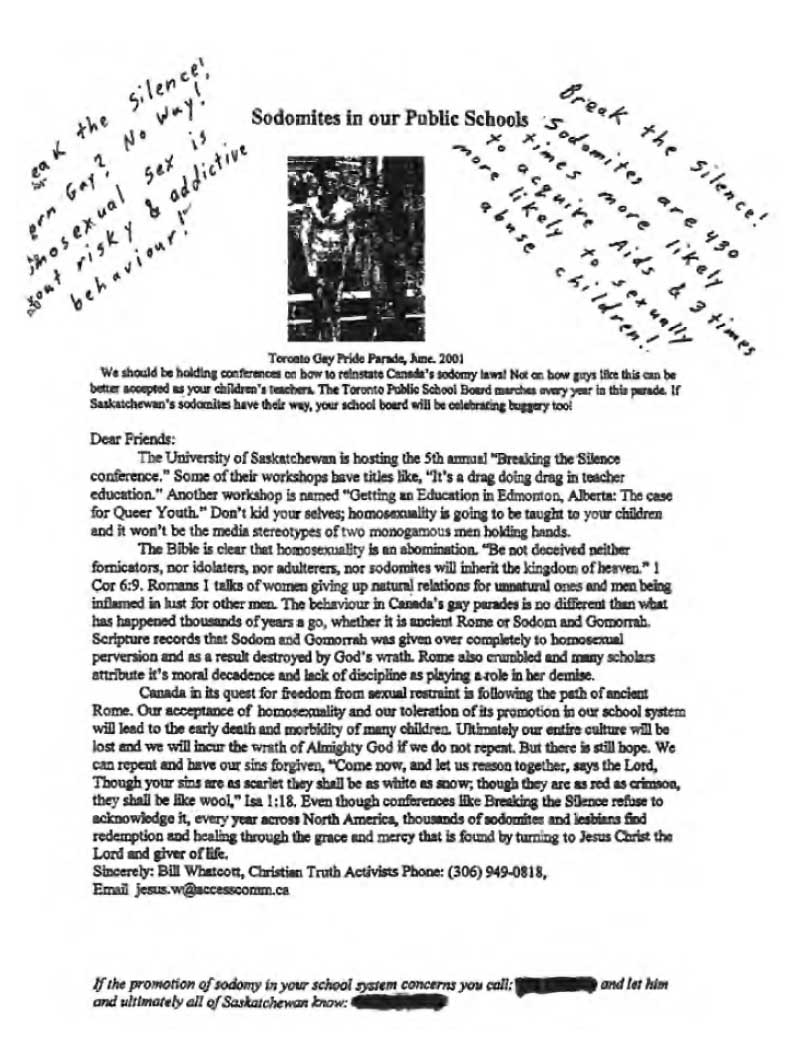 eak the Silence!
ern Gay? No Way!
mosexual sex is
out risky & addictive
behaviour!
Sodomites in our Public Schools
Break the Silence!
Sodomites are 430
times more likely
to acquire Aids & 3 times
more likely to sexually
abuse children!
Toronto Gay Pride Parade, June. 2001
We should be holding conferences on how to reinstate Canada's sodomy laws! Not on how guys like this can be
better accepted as your children's teachers. The Toronto Public School Board marches every year in this parade. If
Saskatchewan's sodomites have their way, your school board will be celebrating buggery too!
Dear Friends:
The University of Saskatchewan is hosting the 5th annual "Breaking the Silence
conference." Some of their workshops have titles like, "It's a drag doing drag in teacher
education." Another workshop is named "Getting an Education in Edmonton, Alberta: The case
for Queer Youth." Don't kid your selves; homosexuality is going to be taught to your children
and it won't be the media stereotypes of two monogamous men holding hands.
The Bible is clear that homosexuality is an abomination. "Be not deceived neither
fornicators, nor idolaters, nor adulterers, nor sodomites will inherit the kingdom of heaven." 1
Cor 6:9. Romans 1 talks of women giving up natural relations for unnatural ones and men being
inflamed in lust for other men. The behaviour in Canada's gay parades is no different than what
has happened thousands of years a go, whether it is ancient Rome or Sodom and Gomorrah.
Scripture records that Sodom and Gomorrah was given over completely to homosexual
perversion and as a result destroyed by God's wrath. Rome also crumbled and many scholars
attribute it's moral decadence and lack of discipline as playing a role in her demise.
Canada in its quest for freedom from sexual restraint is following the path of ancient
Rome. Our acceptance of homosexuality and our toleration of its promotion in our school system
will lead to the early death and morbidity of many children. Ultimately our entire culture will be
lost and we will incur the wrath of Almighty God if we do not repent. But there is still hope. We
can repent and have our sins forgiven, "Come now, and let us reason together, says the Lord,
Though your sins are as scarlet they shall be as white as snow; though they are as red as crimson,
they shall be like wool," Isa 1:18. Even though conferences like Breaking the Silence refuse to
acknowledge it, every year across North America, thousands of sodomites and lesbians find
redemption and healing through the grace and mercy that is found by turning to Jesus Christ the
Lord and giver of life.
Sincerely: Bill Whatcott, Christian Truth Activists Phone: (306) 949-0818,
Email jesus.w@accesscomm.ca
If the promotion of sodomy in your school system concerns you call: and let him
and ultimately all of Saskatchewan know: